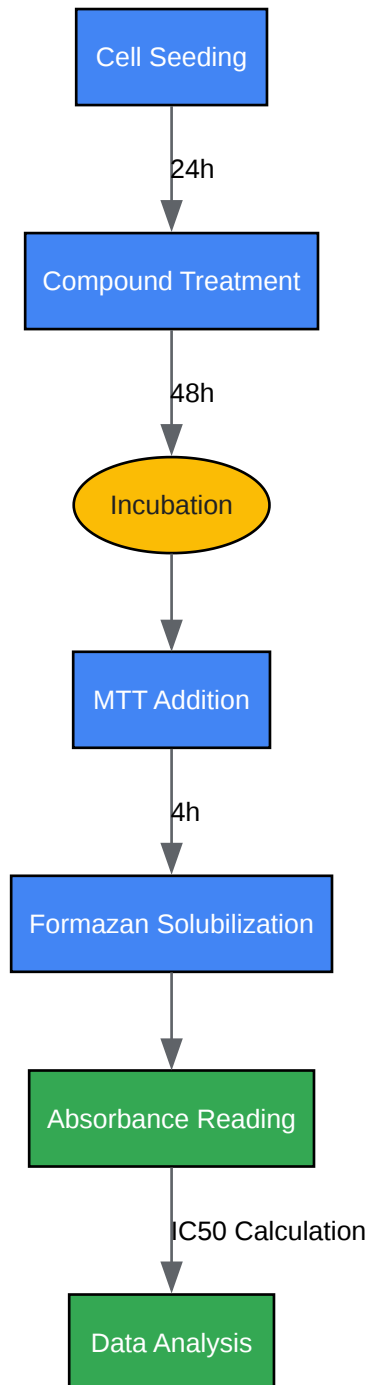 Cell Seeding
24h
Compound Treatment
48h
Incubation
MTT Addition
4h
Formazan Solubilization
Absorbance Reading
IC50 Calculation
Data Analysis